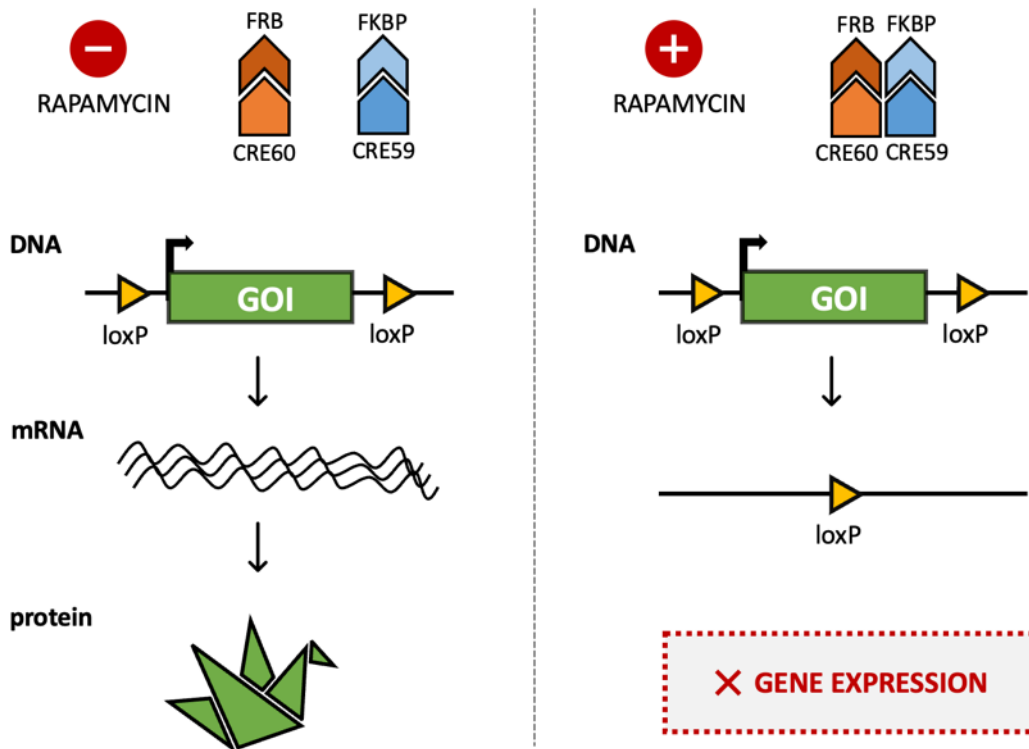 FRB
FKBP
RAPAMYCIN
CRE60
CRE59
DNA
GOI
loxP
loxP
mRNA
protein
FRB
FKBP
RAPAMYCIN
CRE60
CRE59
DNA
GOI
loxP
loxP
loxP
✕ GENE EXPRESSION